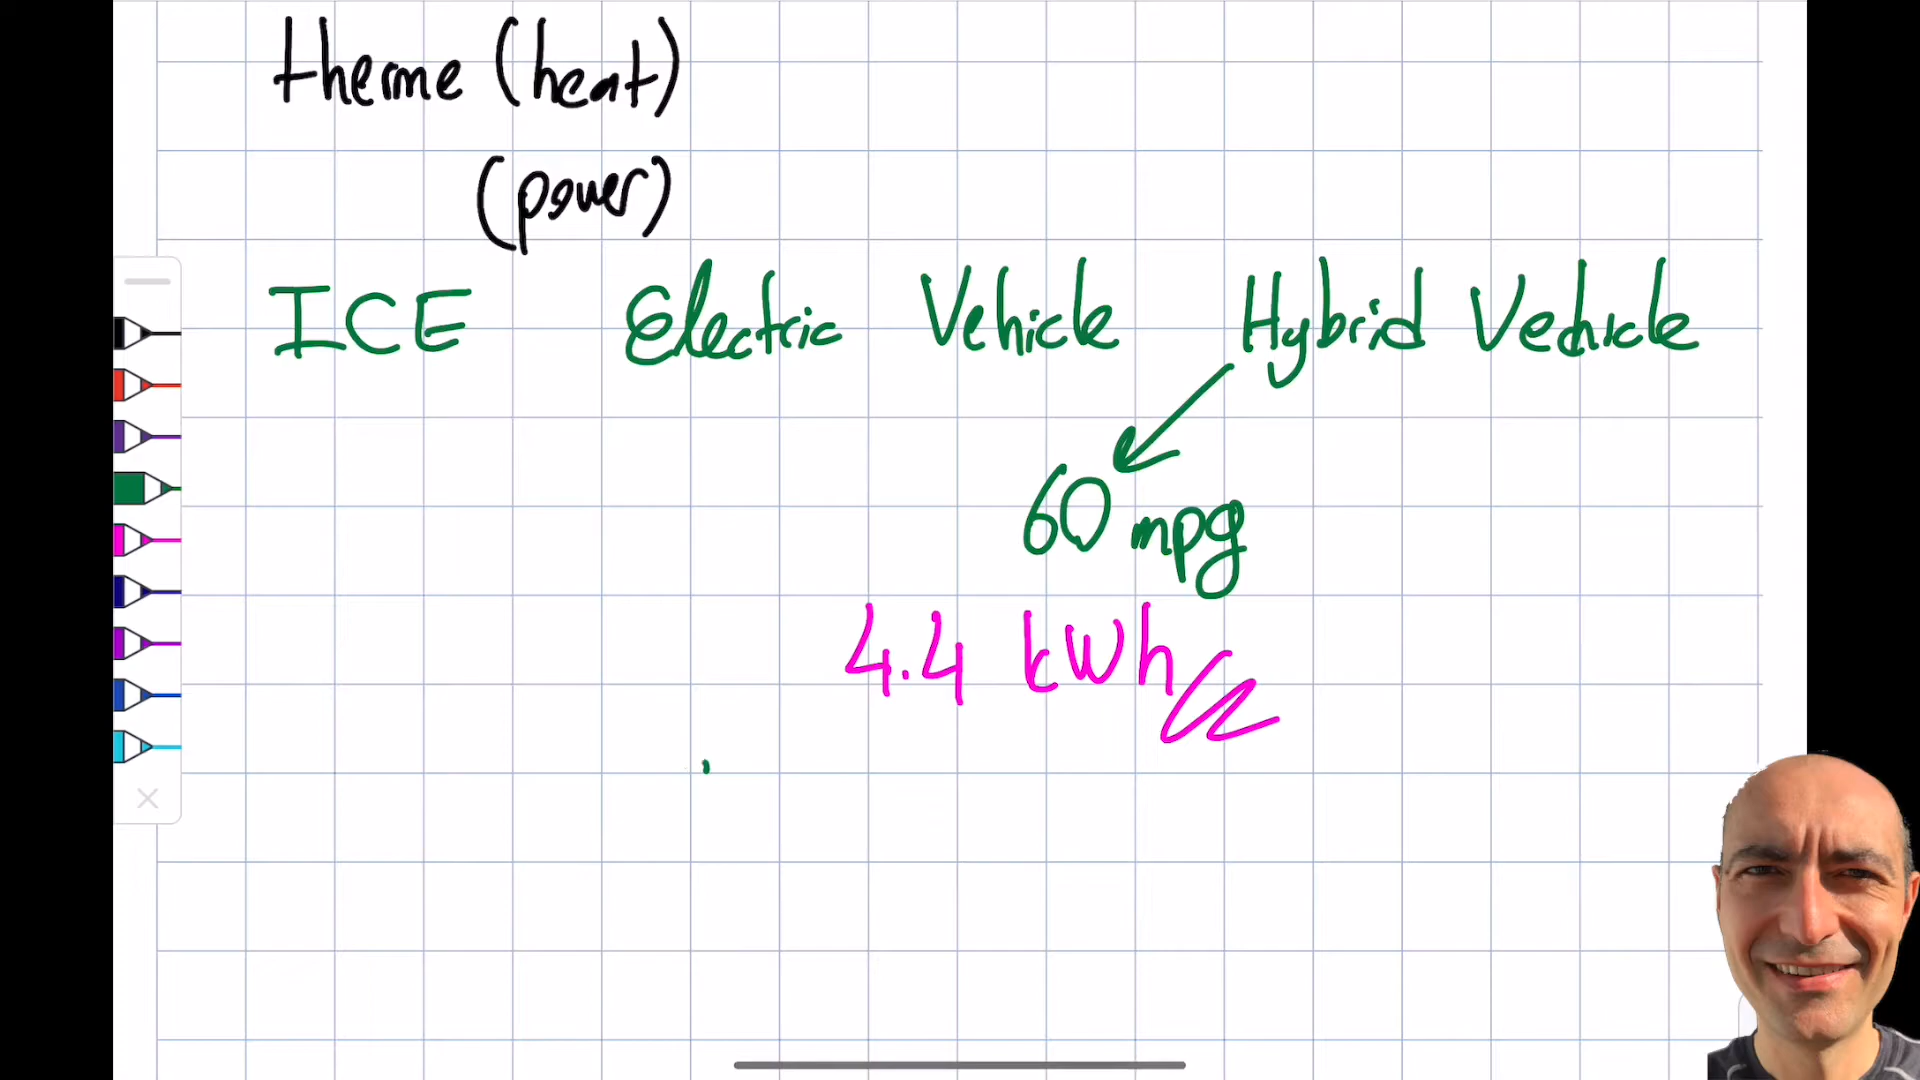 therme (heat)
(power)
ICE Electric Vehicle Hybrid Vehicle
60 mpg
4.4 kWh